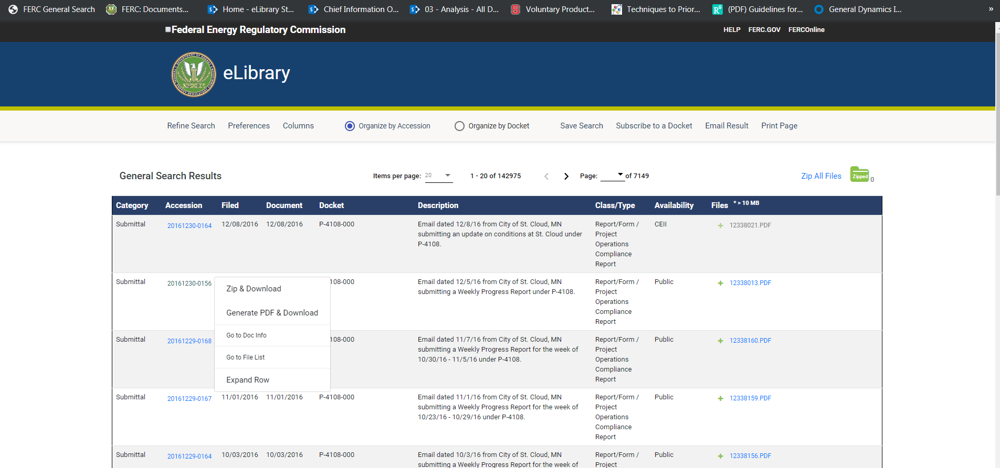 FERC General Search
FERC: Documents...
Home - eLibrary St...
Chief Information O...
03 - Analysis - All D...
Voluntary Product...
Techniques to Prior...
(PDF) Guidelines for...
General Dynamics I...
»
Federal Energy Regulatory Commission
HELP
FERC.GOV
FERCOnline
eLibrary
Refine Search
Preferences
Columns
Organize by Accession
Organize by Docket
Save Search
Subscribe to a Docket
Email Result
Print Page
General Search Results
Items per page: 20
1 - 20 of 142975
Page: of 7149
Zip All Files
Zipped
0
Category Accession Filed Document Docket Description Class/Type Availability Files * > 10 MB
Submittal 20161230-0164 12/08/2016 12/08/2016 P-4108-000 Email dated 12/8/16 from City of St. Cloud, MN Report/Form / CEII 12338021.PDF
submitting an update on conditions at St. Cloud under Project
P-4108. Operations
Compliance
Report
Submittal 20161230-0156 108-000 Email dated 12/5/16 from City of St. Cloud, MN Report/Form / Public 12338013.PDF
submitting a Weekly Progress Report under P-4108. Project
Operations
Compliance
Report
Zip & Download
Generate PDF & Download
Go to Doc Info
Go to File List
Expand Row
Submittal 20161229-0168 108-000 Email dated 11/7/16 from City of St. Cloud, MN Report/Form / Public 12338160.PDF
submitting a Weekly Progress Report for the week of Project
10/30/16 - 11/5/16 under P-4108. Operations
Compliance
Report
Submittal 20161229-0167 11/01/2016 11/01/2016 P-4108-000 Email dated 11/1/16 from City of St. Cloud, MN Report/Form / Public 12338159.PDF
submitting a Weekly Progress Report for the week of Project
10/23/16 - 10/29/16 under P-4108. Operations
Compliance
Report
Submittal 20161229-0164 10/03/2016 10/03/2016 P-4108-000 Email dated 10/3/16 from City of St. Cloud, MN Report/Form / Public 12338156.PDF
submitting a Weekly Progress Report for the week of Project